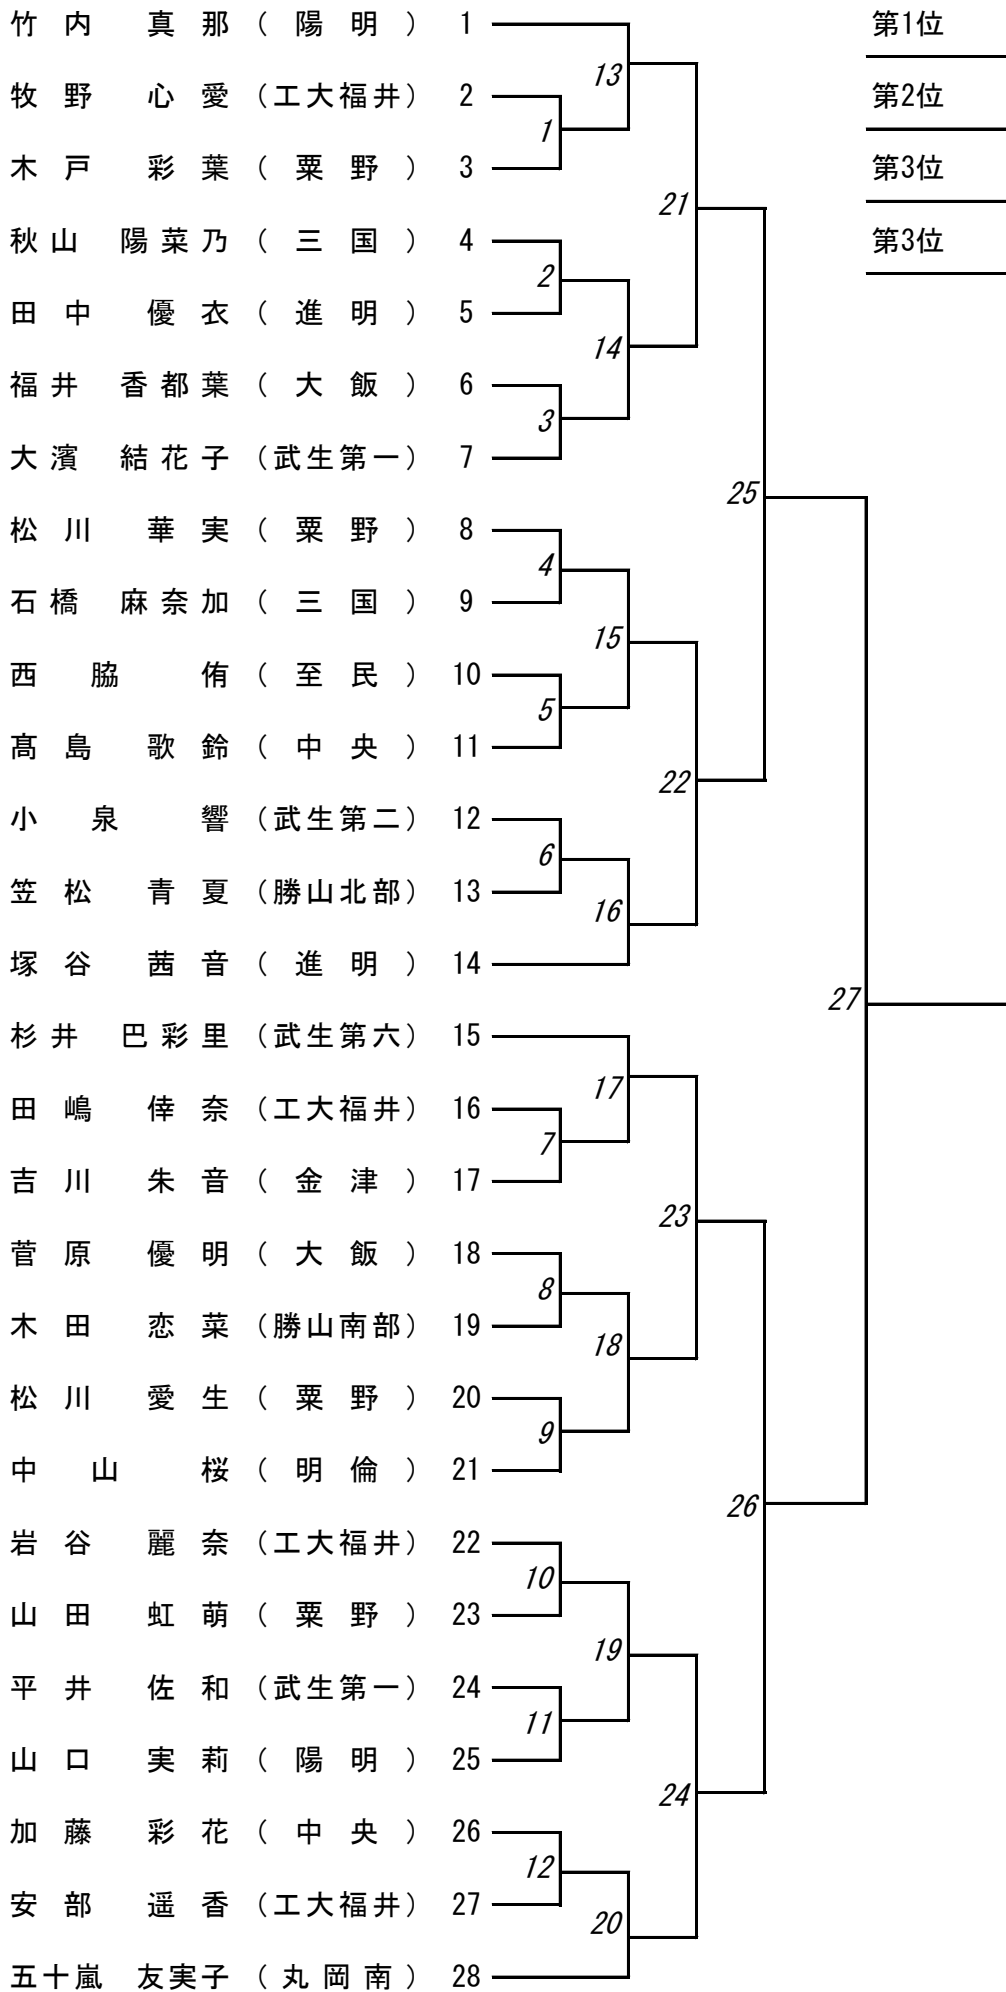 竹内 真那 (陽明) 1
牧野 心愛 (工大福井) 2
木戸 彩葉 (粟野) 3
秋山 陽菜乃 (三国) 4
田中 優衣 (進明) 5
福井 香都葉 (大飯) 6
大濱 結花子 (武生第一) 7
松川 華実 (粟野) 8
石橋 麻奈加 (三国) 9
西脇 侑 (至民) 10
髙島 歌鈴 (中央) 11
小泉 響 (武生第二) 12
笠松 青夏 (勝山北部) 13
塚谷 茜音 (進明) 14
杉井 巴彩里 (武生第六) 15
田嶋 倖奈 (工大福井) 16
吉川 朱音 (金津) 17
菅原 優明 (大飯) 18
木田 恋菜 (勝山南部) 19
松川 愛生 (粟野) 20
中山 桜 (明倫) 21
岩谷 麗奈 (工大福井) 22
山田 虹萌 (粟野) 23
平井 佐和 (武生第一) 24
山口 実莉 (陽明) 25
加藤 彩花 (中央) 26
安部 遥香 (工大福井) 27
五十嵐 友実子 (丸岡南) 28
1
2
3
4
5
6
7
8
9
10
11
12
13
14
15
16
17
18
19
20
21
22
23
24
25
26
27
第1位
第2位
第3位
第3位